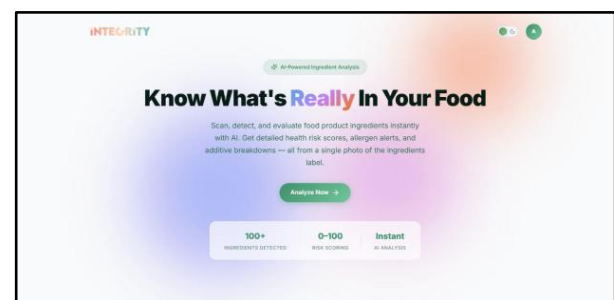 INTEGRITY
A
AI-Powered Ingredient Analysis
Know What's Really In Your Food
Scan, detect, and evaluate food product ingredients instantly
with AI. Get detailed health risk scores, allergen alerts, and
additive breakdowns — all from a single photo of the ingredients
label.
Analyze Now →
100+ 0-100 Instant
INGREDIENTS DETECTED RISK SCORING AI ANALYSIS